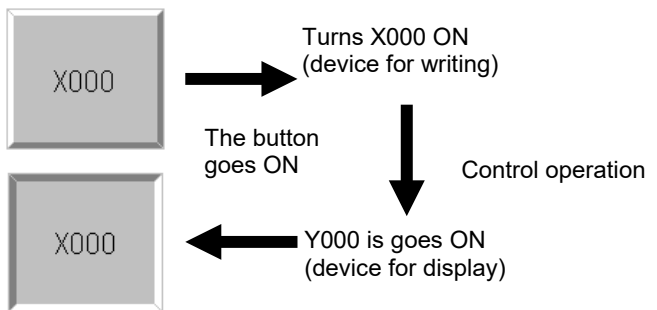 X000
Turns X000 ON
(device for writing)
The button
goes ON
Control operation
X000
Y000 is goes ON
(device for display)